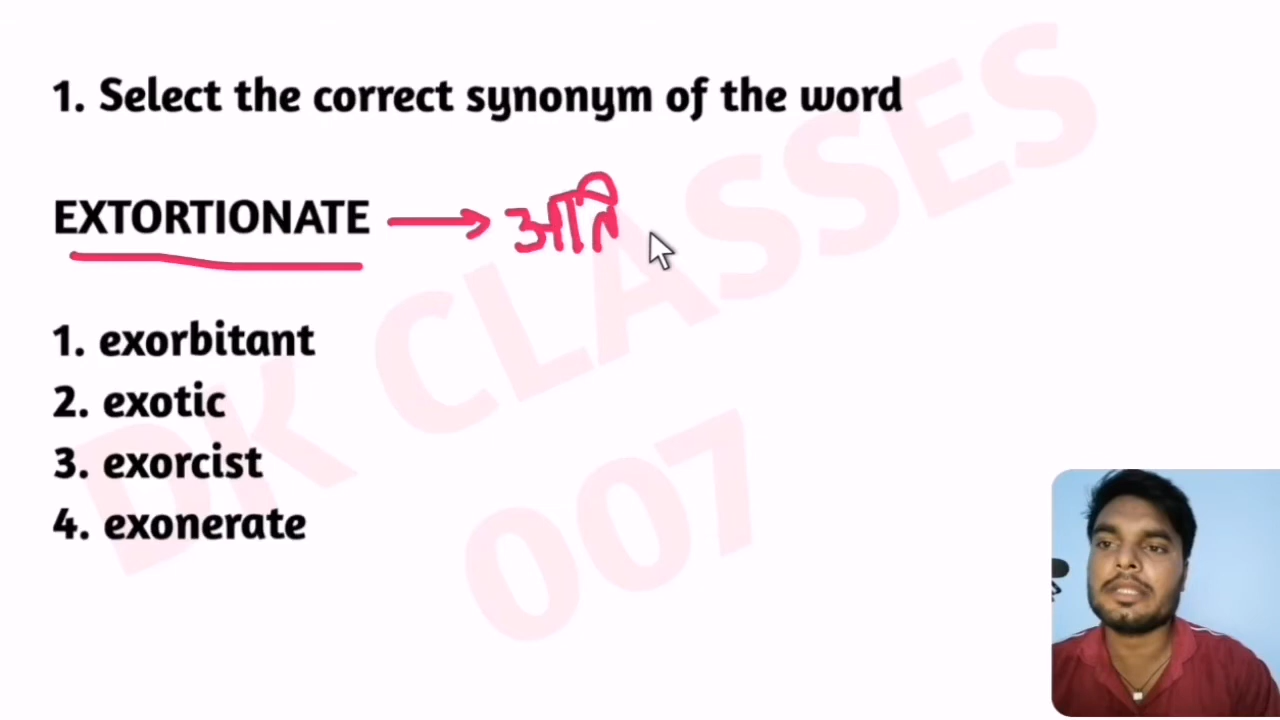 1. Select the correct synonym of the word
EXTORTIONATE → अति
1. exorbitant
2. exotic
3. exorcist
4. exonerate
DK CLASSES
007